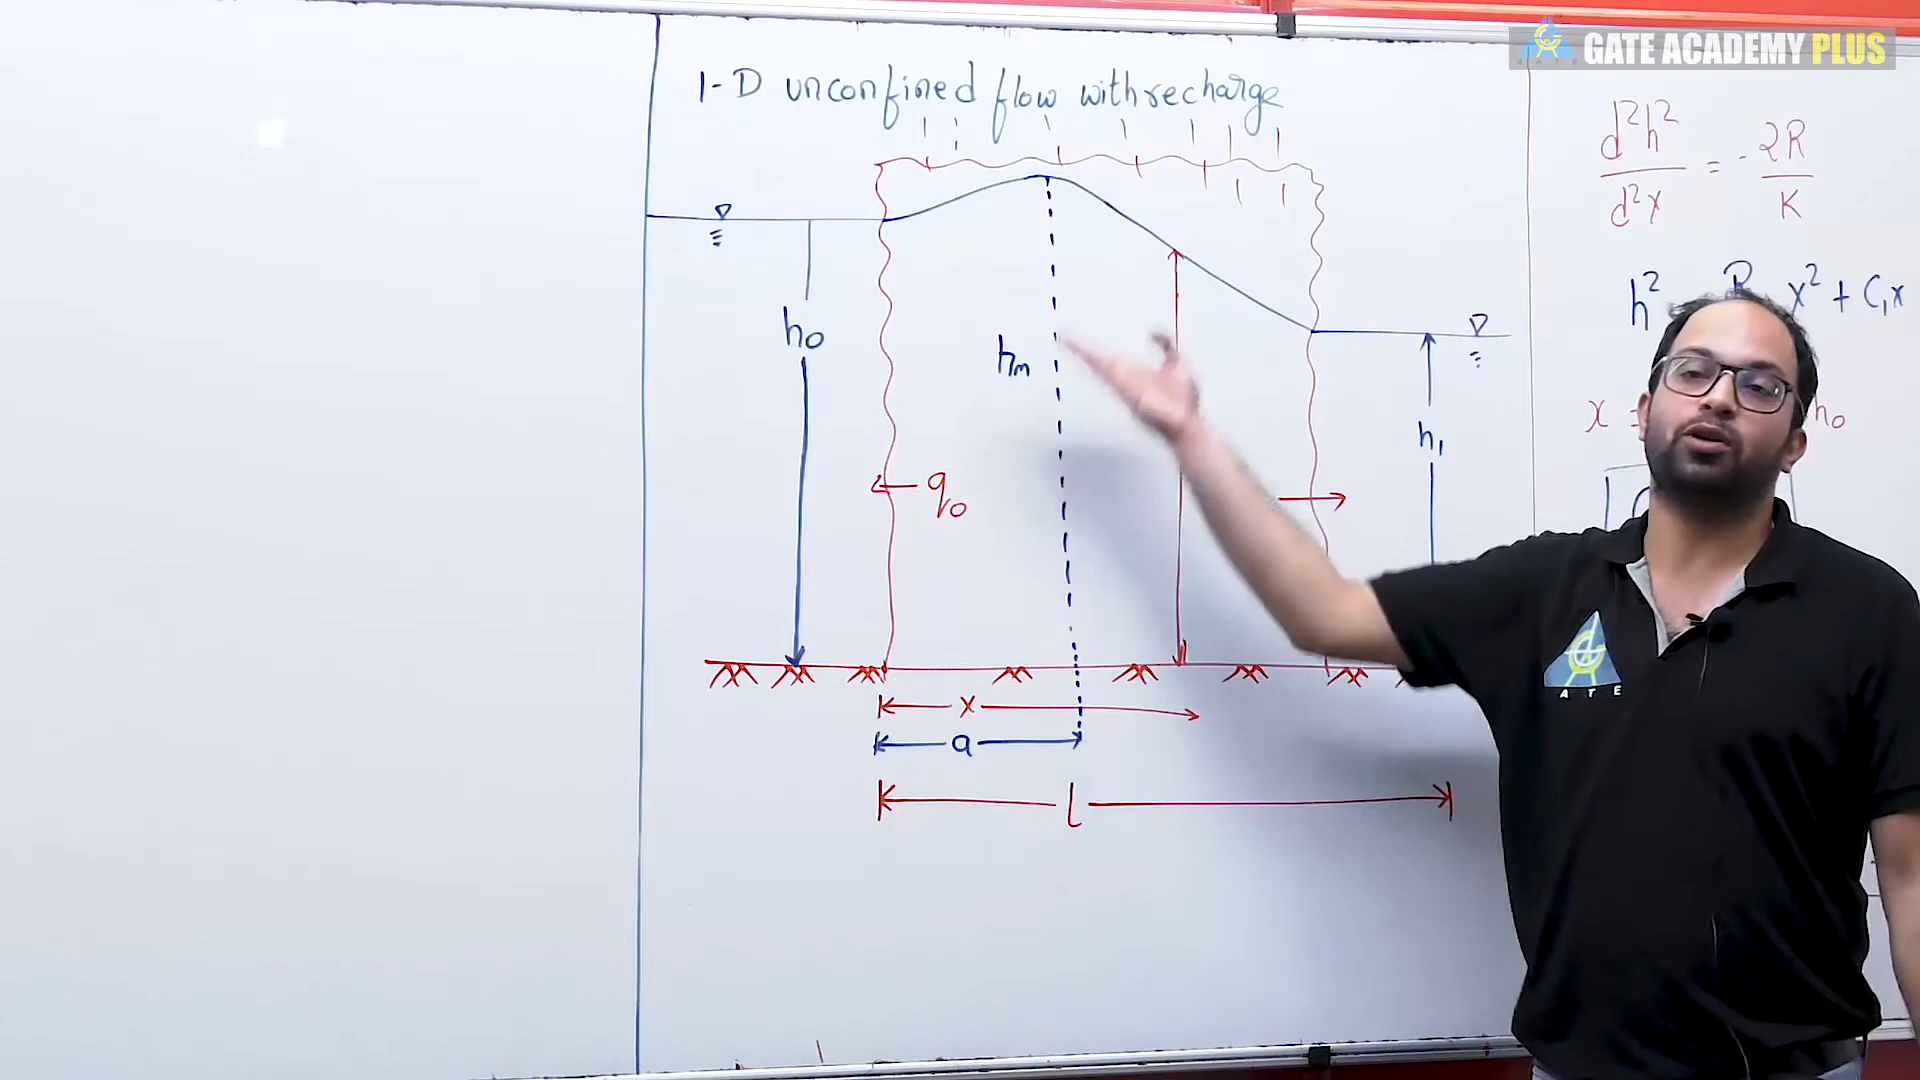 GATE ACADEMY PLUS
1-D unconfined flow with recharge
h₀
hₘ
h₁
q₀
x
a
l
d²h²
d²x
= -
2R
K
h²
x² + C₁x
x =
h₀
GATE